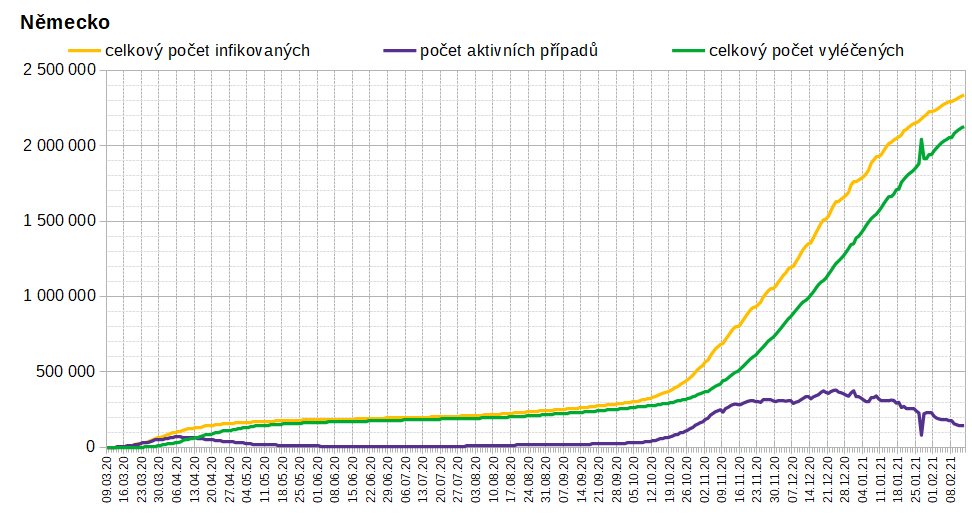 Německo
celkový počet infikovaných počet aktivních případů celkový počet vyléčených
2 500 000
2 000 000
1 500 000
1 000 000
500 000
0
09.03.20 16.03.20 23.03.20 30.03.20 06.04.20 13.04.20 20.04.20 27.04.20 04.05.20 11.05.20 18.05.20 25.05.20 01.06.20 08.06.20 15.06.20 22.06.20 29.06.20 06.07.20 13.07.20 20.07.20 27.07.20 03.08.20 10.08.20 17.08.20 24.08.20 31.08.20 07.09.20 14.09.20 21.09.20 28.09.20 05.10.20 12.10.20 19.10.20 26.10.20 02.11.20 09.11.20 16.11.20 23.11.20 30.11.20 07.12.20 14.12.20 21.12.20 28.12.20 04.01.21 11.01.21 18.01.21 25.01.21 01.02.21 08.02.21